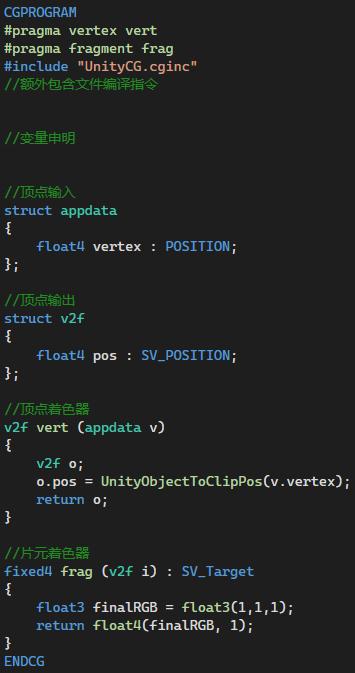 CGPROGRAM
#pragma vertex vert
#pragma fragment frag
#include "UnityCG.cginc"
//额外包含文件编译指令
//变量申明
//顶点输入
struct appdata
{
    float4 vertex : POSITION;
};
//顶点输出
struct v2f
{
    float4 pos : SV_POSITION;
};
//顶点着色器
v2f vert (appdata v)
{
    v2f o;
    o.pos = UnityObjectToClipPos(v.vertex);
    return o;
}
//片元着色器
fixed4 frag (v2f i) : SV_Target
{
    float3 finalRGB = float3(1,1,1);
    return float4(finalRGB, 1);
}
ENDCG